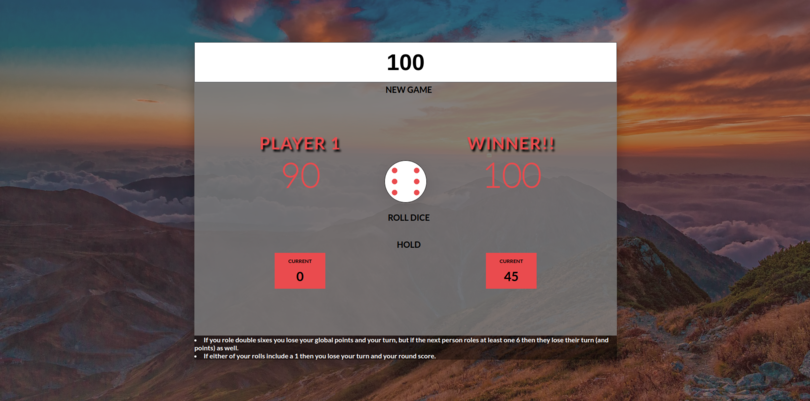 100
NEW GAME
PLAYER 1 WINNER!!
90 100
ROLL DICE
HOLD
CURRENT CURRENT
0 45
• If you role double sixes you lose your global points and your turn, but if the next person roles at least one 6 then they lose their turn (and
points) as well.
• If either of your rolls include a 1 then you lose your turn and your round score.